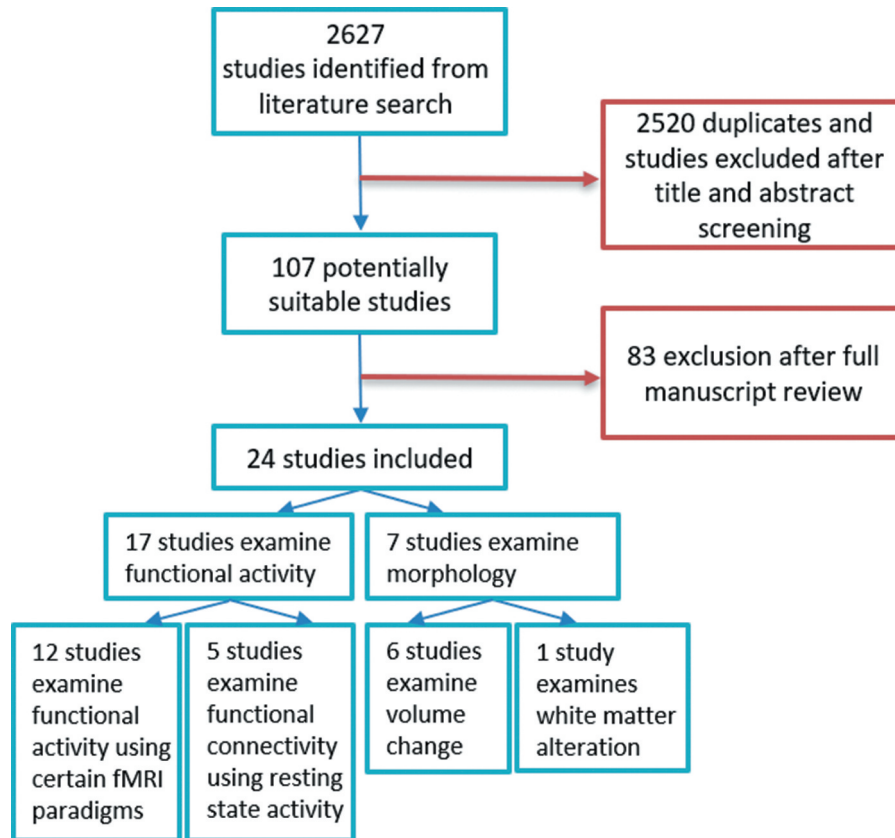 2627
studies identified from
literature search
2520 duplicates and
studies excluded after
title and abstract
screening
107 potentially
suitable studies
83 exclusion after full
manuscript review
24 studies included
17 studies examine
functional activity
7 studies examine
morphology
12 studies
examine
functional
activity using
certain fMRI
paradigms
5 studies
examine
functional
connectivity
using resting
state activity
6 studies
examine
volume
change
1 study
examines
white matter
alteration